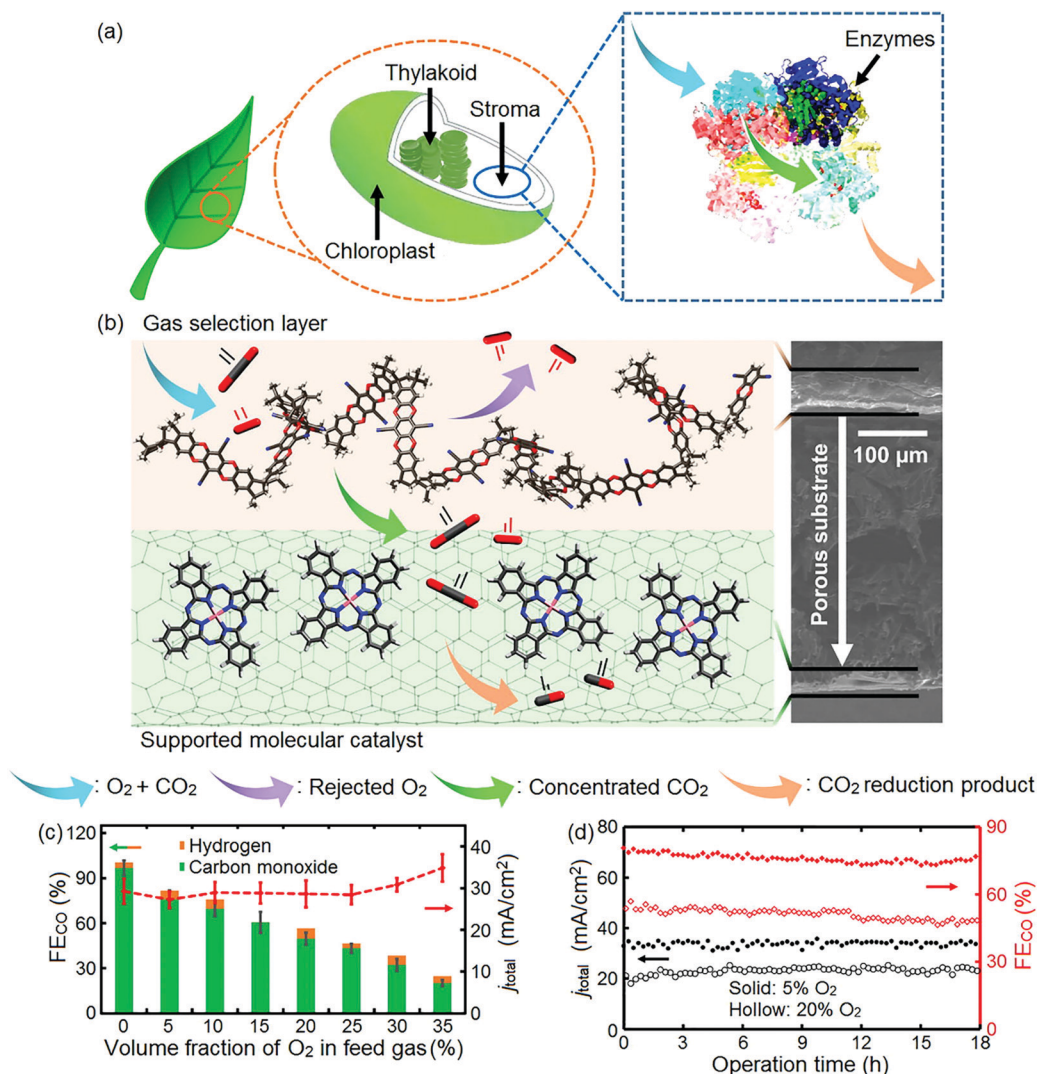 (a)
Thylakoid
Stroma
Chloroplast
Enzymes
(b)
Gas selection layer
100 µm
Porous substrate
Supported molecular catalyst
: O₂ + CO₂
: Rejected O₂
: Concentrated CO₂
: CO₂ reduction product
(c)
120
90
60
30
0
FECO (%)
Hydrogen
Carbon monoxide
40
30
20
10
0
jtotal (mA/cm²)
0 5 10 15 20 25 30 35
Volume fraction of O₂ in feed gas (%)
(d)
80
60
40
20
0
jtotal (mA/cm²)
90
60
30
0
FECO (%)
Solid: 5% O₂
Hollow: 20% O₂
0 3 6 9 12 15 18
Operation time (h)